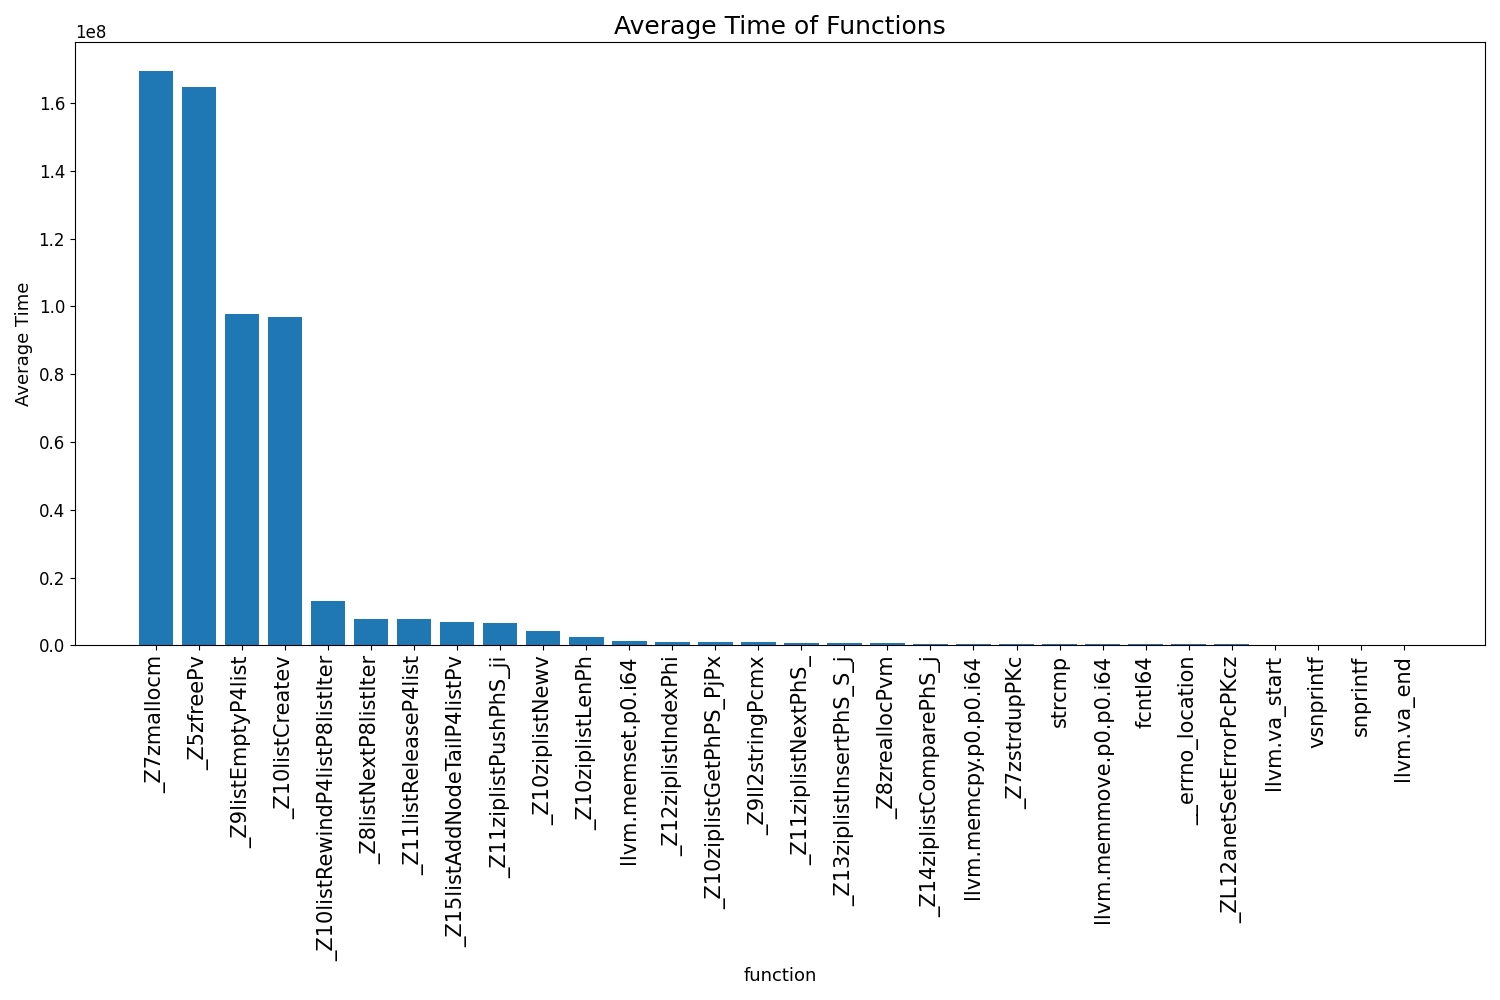 Average Time of Functions
1e8
1.6
1.4
1.2
1.0
0.8
0.6
0.4
0.2
0.0
Average Time
_Z7zmallocm
_Z5zfreePv
_Z9listEmptyP4list
_Z10listCreatev
_Z10listRewindP4listP8listIter
_Z8listNextP8listIter
_Z11listReleaseP4list
_Z15listAddNodeTailP4listPv
_Z11ziplistPushPhS_ji
_Z10ziplistNewv
_Z10ziplistLenPh
llvm.memset.p0.i64
_Z12ziplistIndexPhi
_Z10ziplistGetPhPS_PjPx
_Z9ll2stringPcmx
_Z11ziplistNextPhS_
_Z13ziplistInsertPhS_S_j
_Z8zreallocPvm
_Z14ziplistComparePhS_j
llvm.memcpy.p0.p0.i64
_Z7zstrdupPKc
strcmp
llvm.memmove.p0.p0.i64
fcntl64
__errno_location
_ZL12anetSetErrorPcPKcz
llvm.va_start
vsnprintf
snprintf
llvm.va_end
function